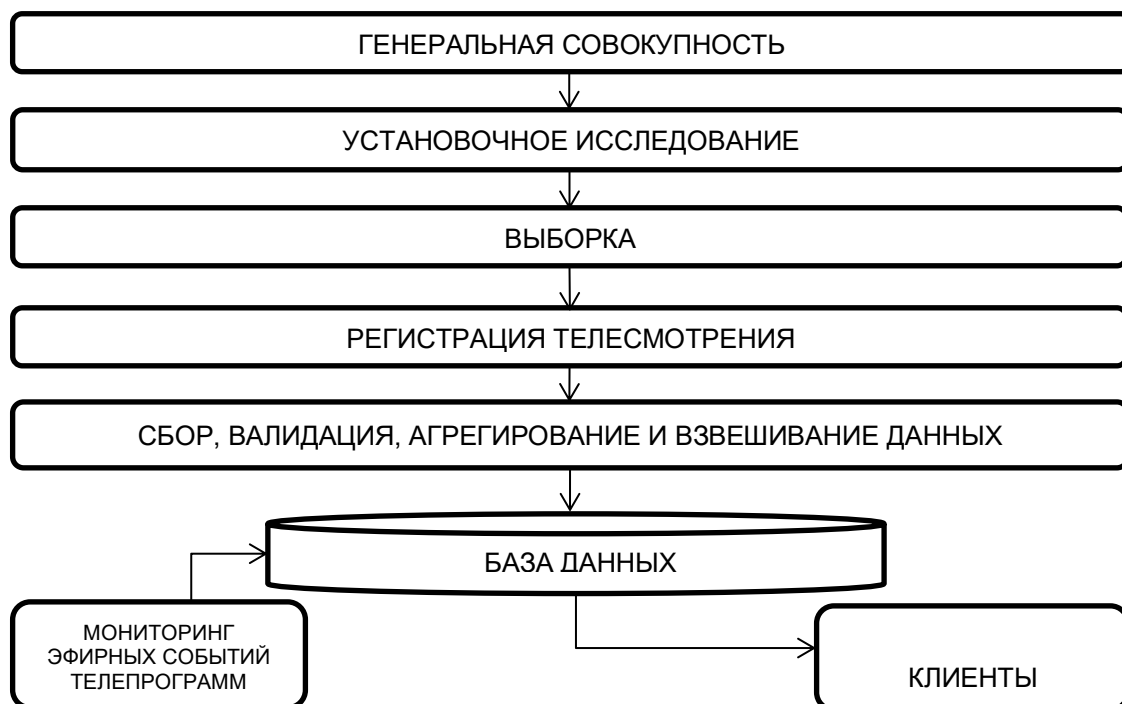 ГЕНЕРАЛЬНАЯ СОВОКУПНОСТЬ
УСТАНОВОЧНОЕ ИССЛЕДОВАНИЕ
ВЫБОРКА
РЕГИСТРАЦИЯ ТЕЛЕСМОТРЕНИЯ
СБОР, ВАЛИДАЦИЯ, АГРЕГИРОВАНИЕ И ВЗВЕШИВАНИЕ ДАННЫХ
БАЗА ДАННЫХ
МОНИТОРИНГ
ЭФИРНЫХ СОБЫТИЙ
ТЕЛЕПРОГРАММ
КЛИЕНТЫ